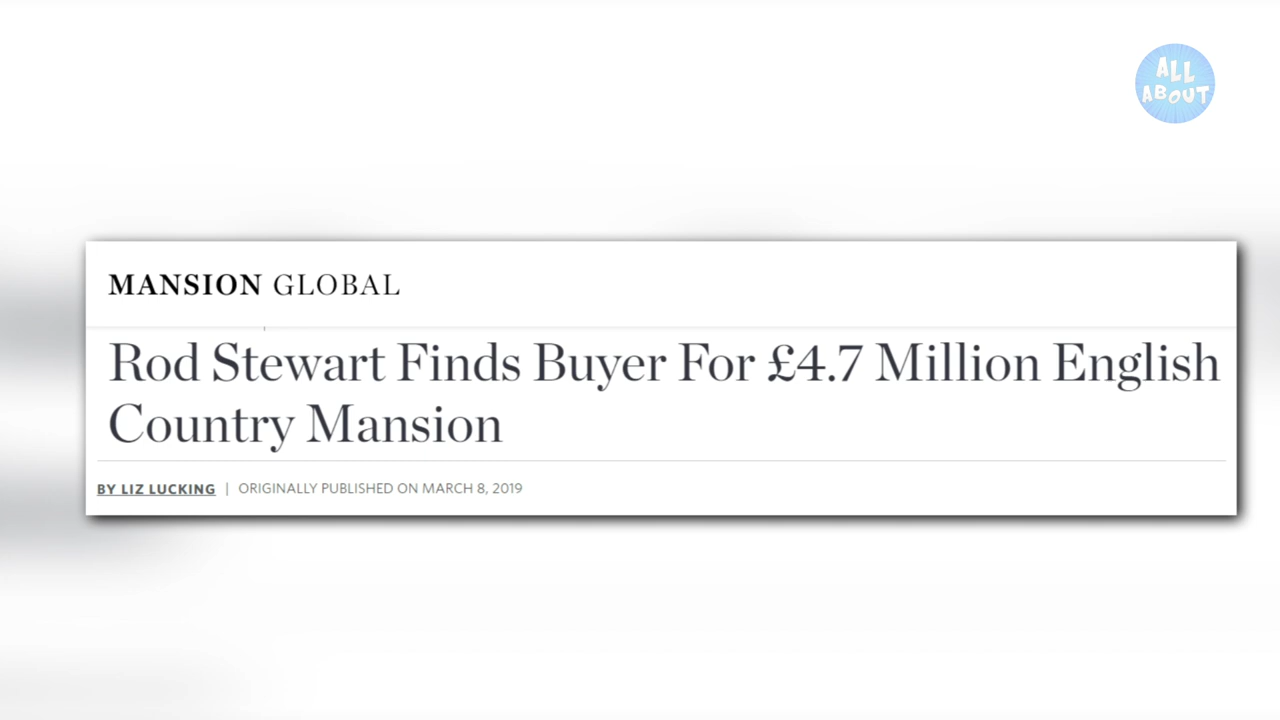 ALL
ABOUT
MANSION GLOBAL
Rod Stewart Finds Buyer For £4.7 Million English
Country Mansion
BY LIZ LUCKING | ORIGINALLY PUBLISHED ON MARCH 8, 2019